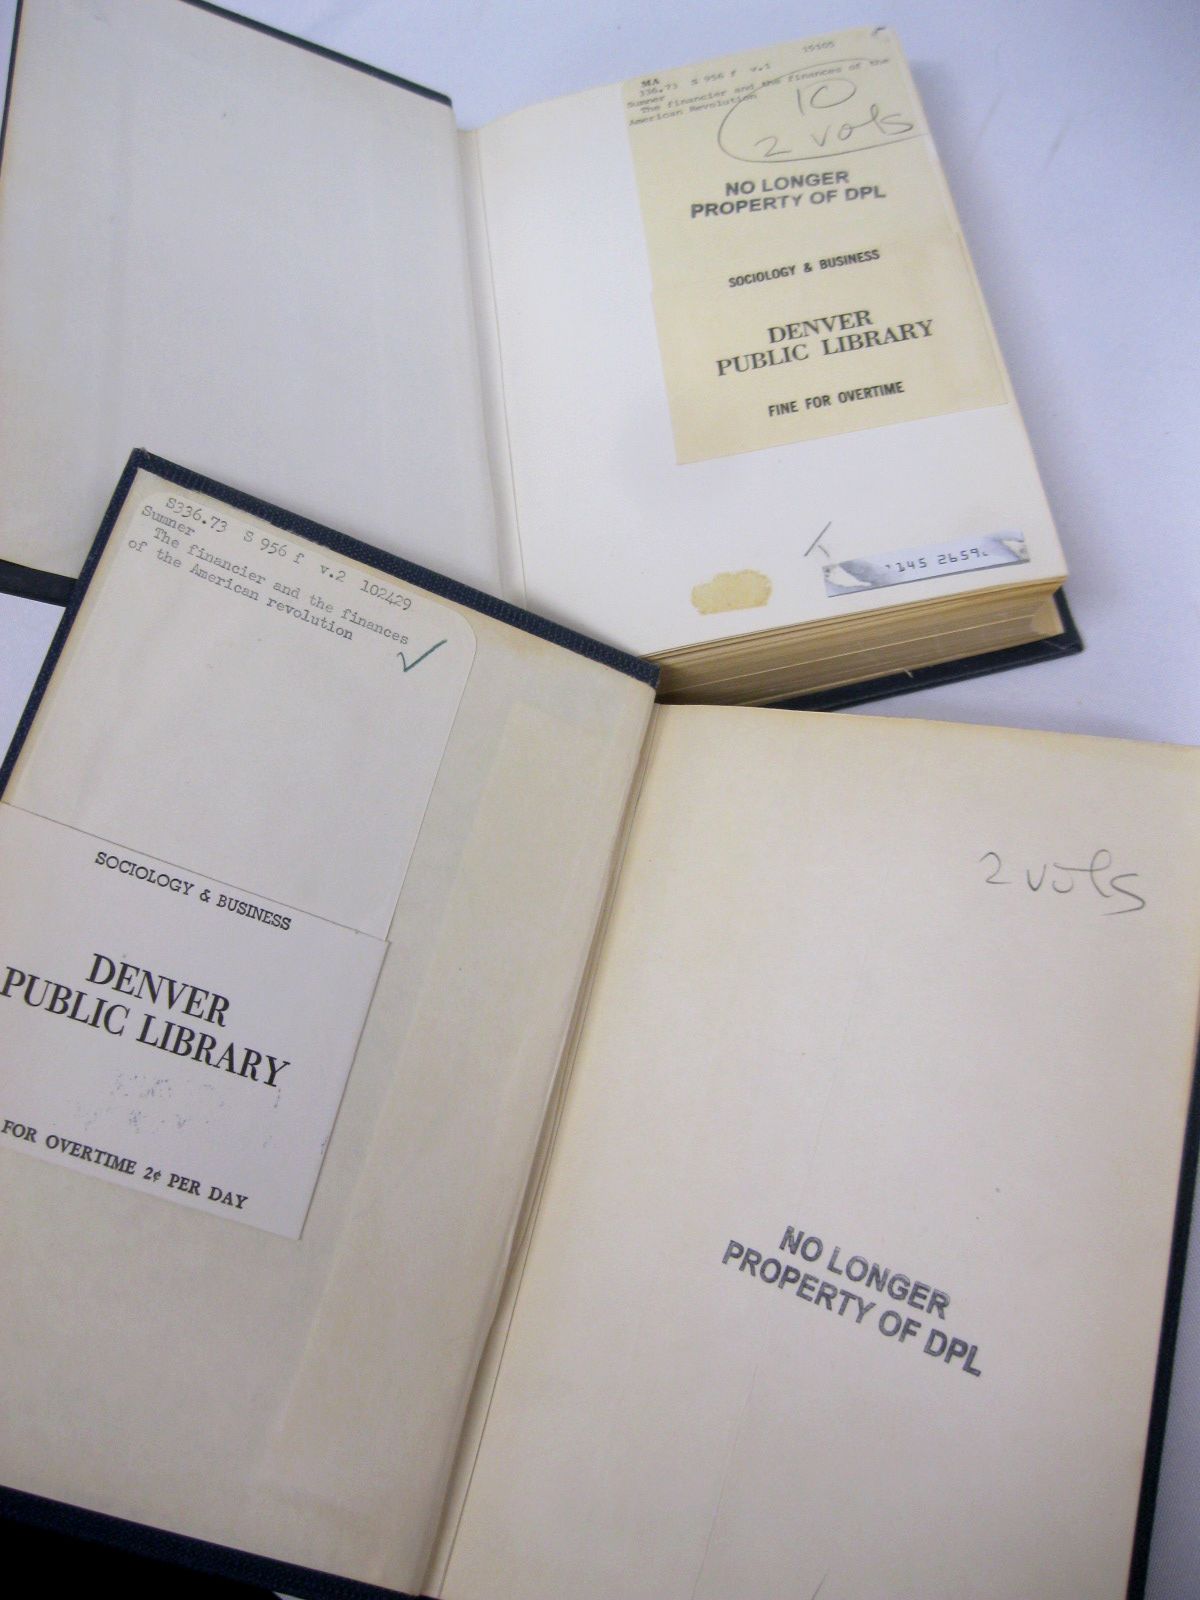 MA 15105
336.73 S 956 f v.1
Sumner
The financier and the finances of the
American Revolution
10
2 vols
NO LONGER
PROPERTY OF DPL
SOCIOLOGY & BUSINESS
DENVER
PUBLIC LIBRARY
FINE FOR OVERTIME
145 2659
S336.73 S 956 f v.2 102429
Sumner
The financier and the finances
of the American revolution
SOCIOLOGY & BUSINESS
DENVER
PUBLIC LIBRARY
FOR OVERTIME 2¢ PER DAY
2 vols
NO LONGER
PROPERTY OF DPL